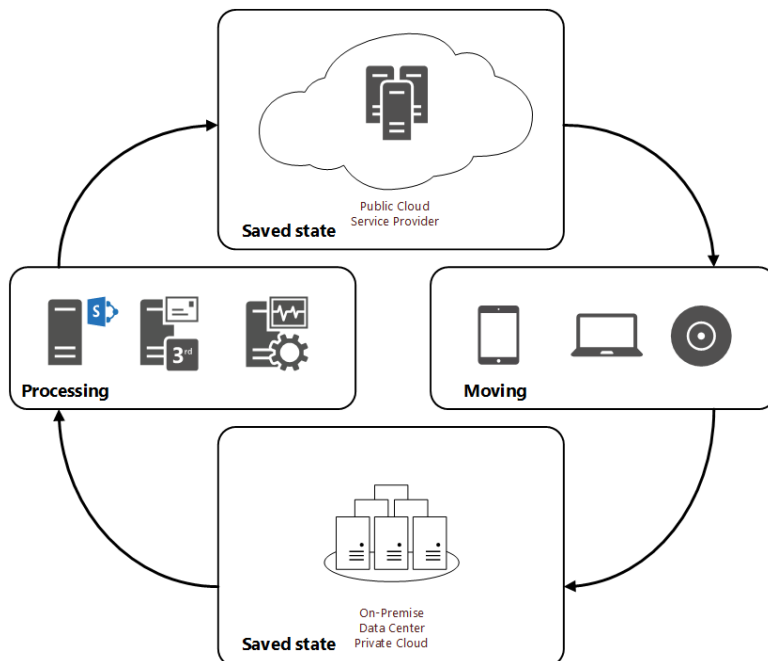 Public Cloud
Service Provider
Saved state
S
3rd
Processing
Moving
On-Premise
Data Center
Private Cloud
Saved state